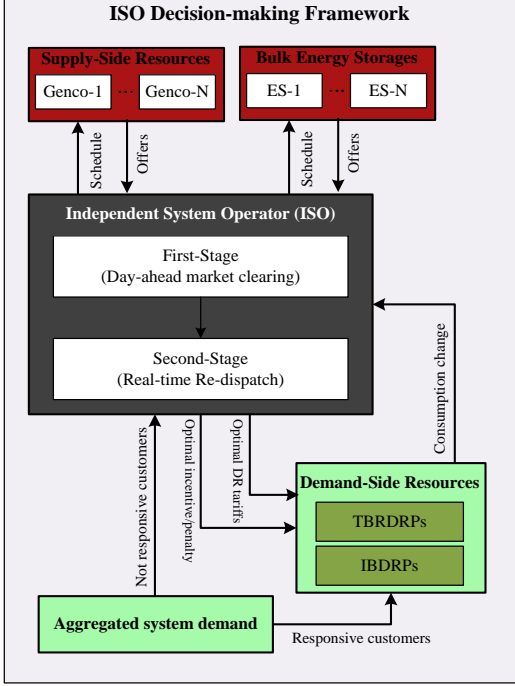 ISO Decision-making Framework
Supply-Side Resources
Genco-1 ... Genco-N
Bulk Energy Storages
ES-1 ... ES-N
Schedule
Offers
Schedule
Offers
Independent System Operator (ISO)
First-Stage
(Day-ahead market clearing)
Second-Stage
(Real-time Re-dispatch)
Consumption change
Not responsive customers
Optimal incentive/penalty
Optimal DR
tariffs
Demand-Side Resources
TBRDRPs
IBDRPs
Aggregated system demand
Responsive customers